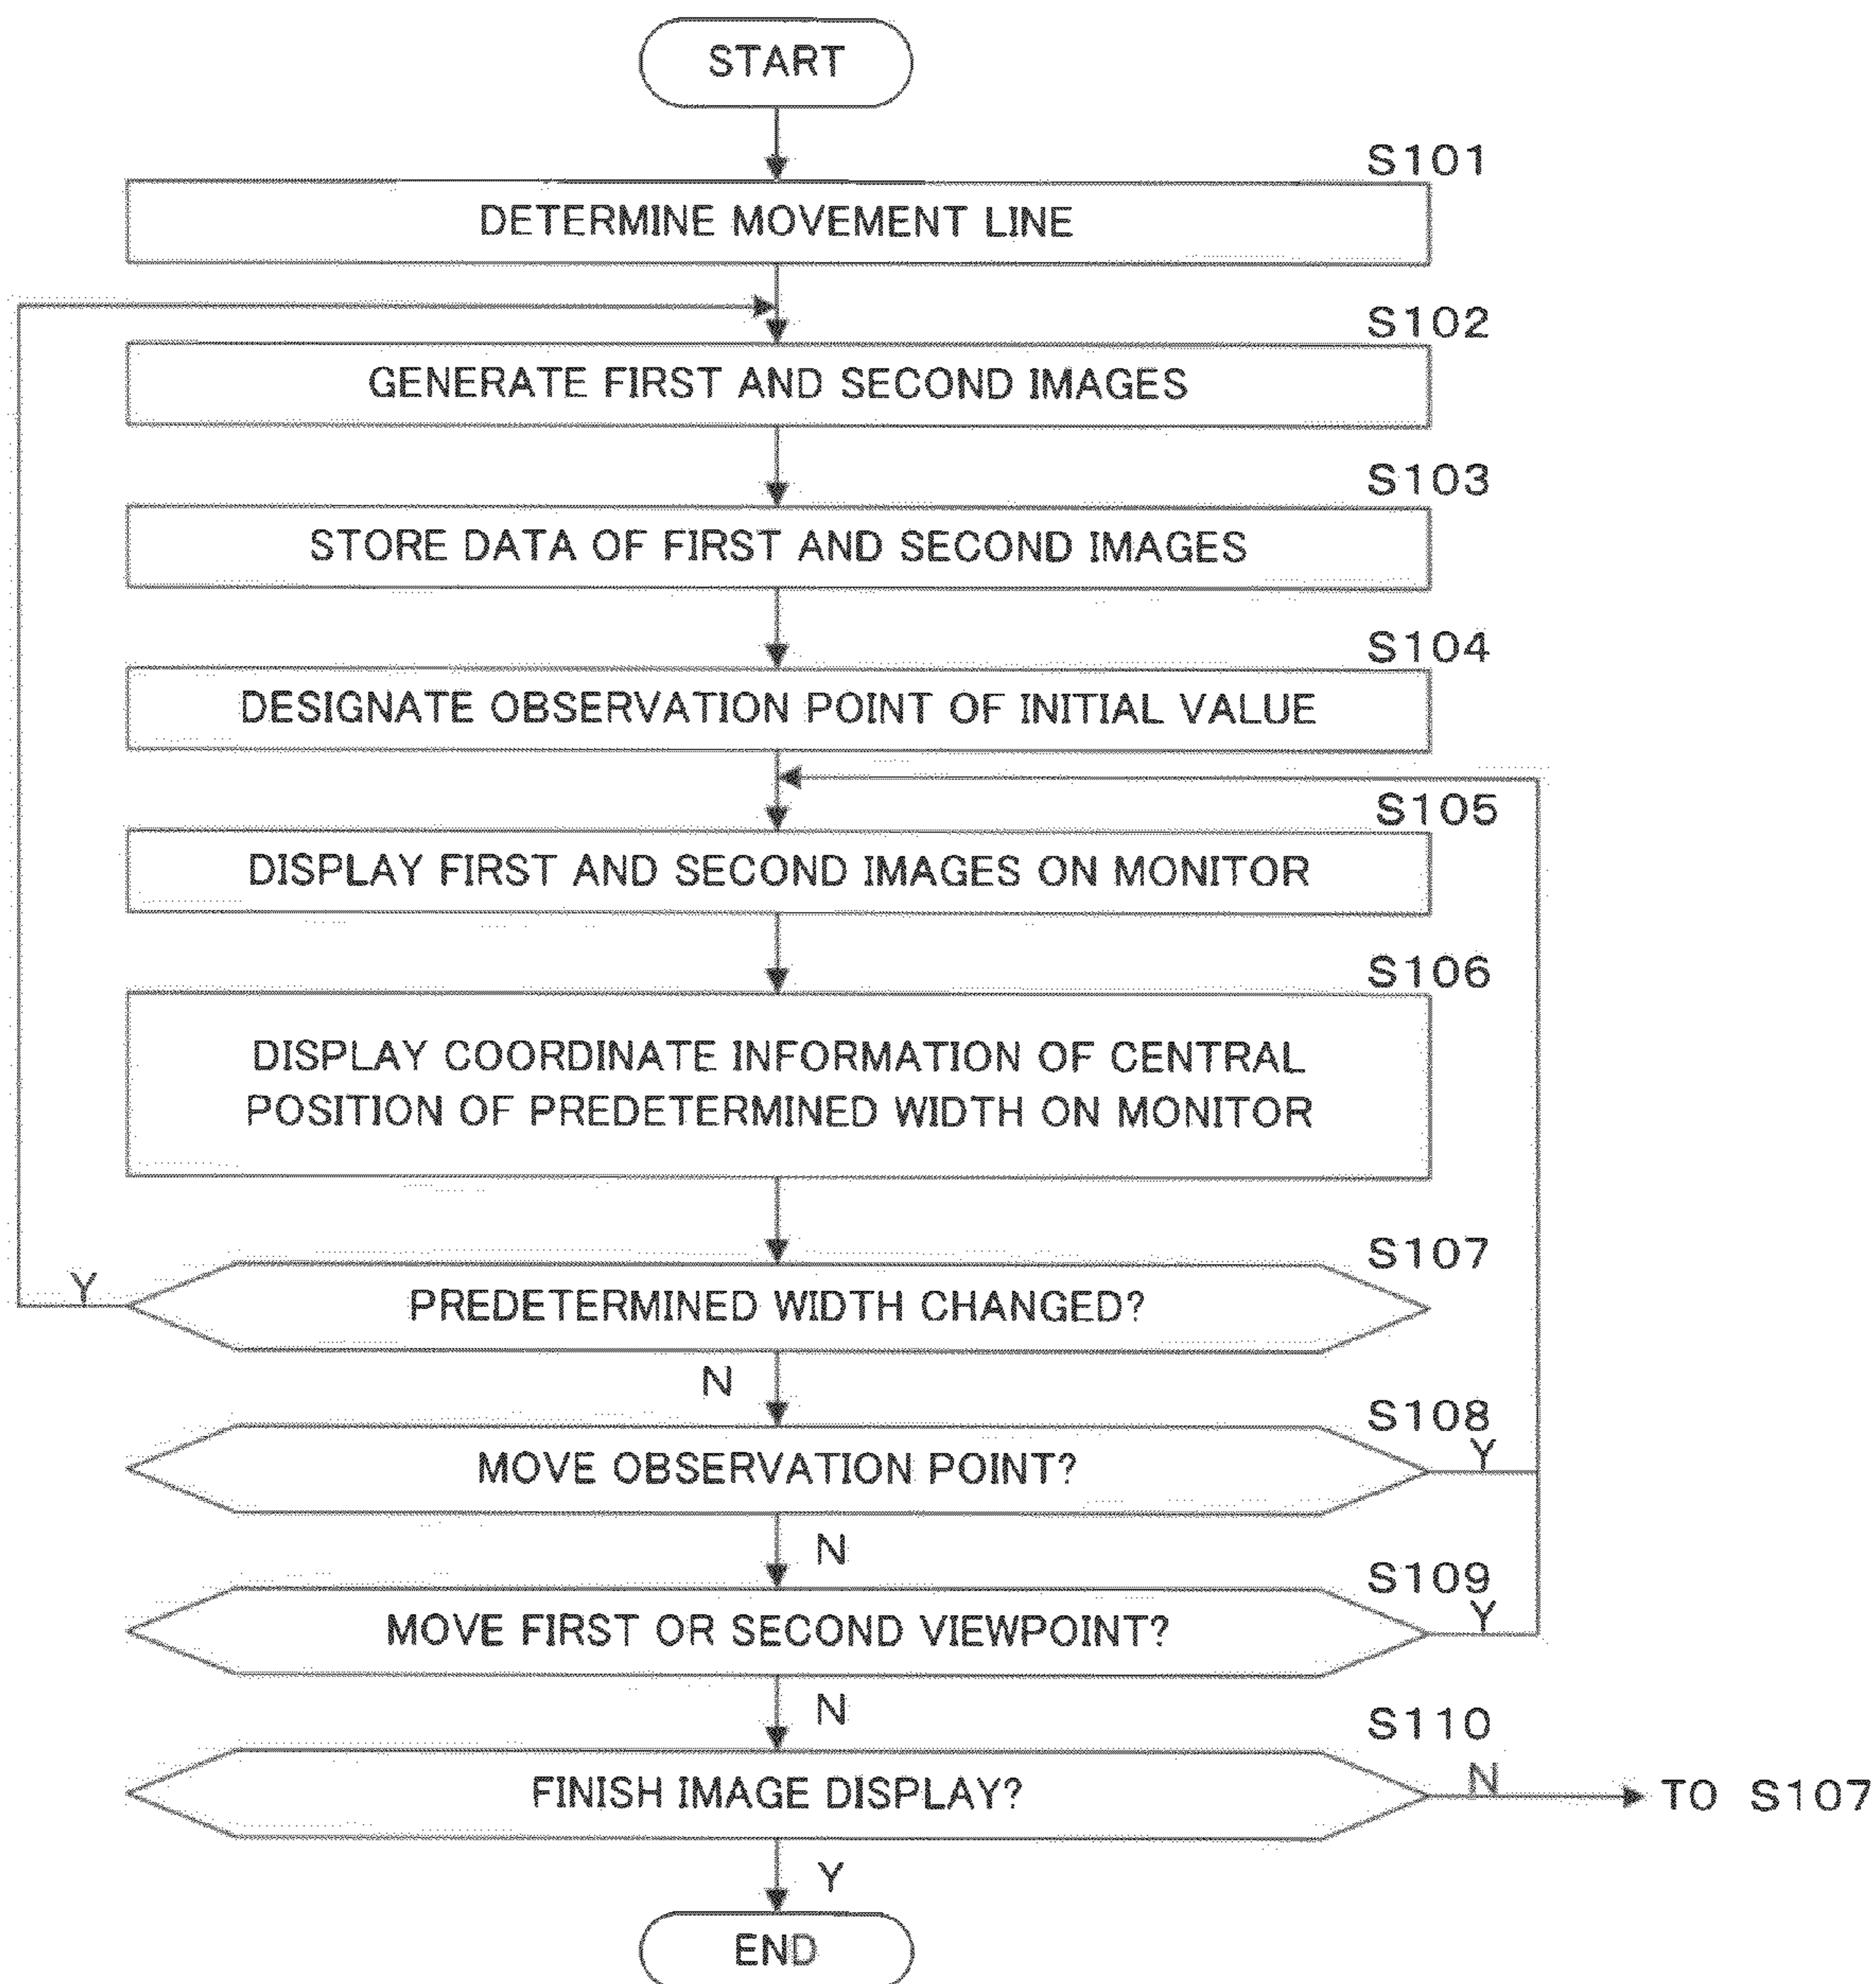 START
S101
DETERMINE MOVEMENT LINE
S102
GENERATE FIRST AND SECOND IMAGES
S103
STORE DATA OF FIRST AND SECOND IMAGES
S104
DESIGNATE OBSERVATION POINT OF INITIAL VALUE
S105
DISPLAY FIRST AND SECOND IMAGES ON MONITOR
S106
DISPLAY COORDINATE INFORMATION OF CENTRAL
POSITION OF PREDETERMINED WIDTH ON MONITOR
S107
Y
PREDETERMINED WIDTH CHANGED?
N
S108
MOVE OBSERVATION POINT?
Y
N
S109
MOVE FIRST OR SECOND VIEWPOINT?
Y
N
S110
FINISH IMAGE DISPLAY?
N
TO S107
Y
END